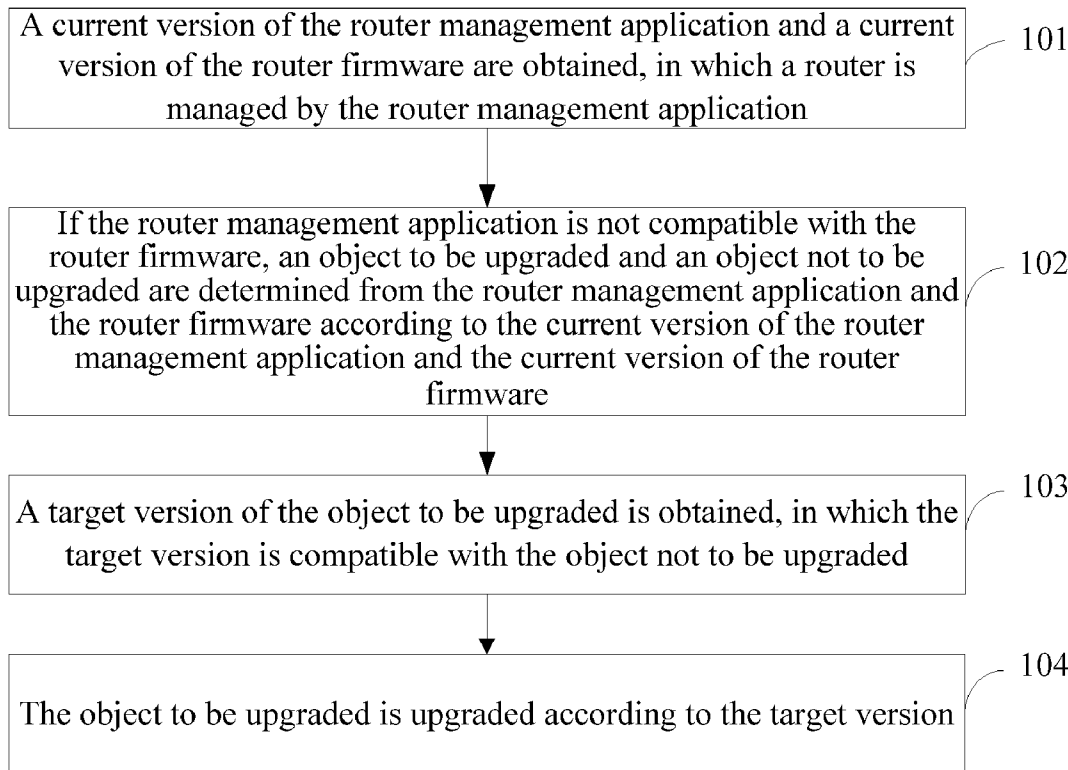 A current version of the router management application and a current
version of the router firmware are obtained, in which a router is
managed by the router management application
101
If the router management application is not compatible with the
router firmware, an object to be upgraded and an object not to be
upgraded are determined from the router management application and
the router firmware according to the current version of the router
management application and the current version of the router
firmware
102
A target version of the object to be upgraded is obtained, in which the
target version is compatible with the object not to be upgraded
103
The object to be upgraded is upgraded according to the target version
104